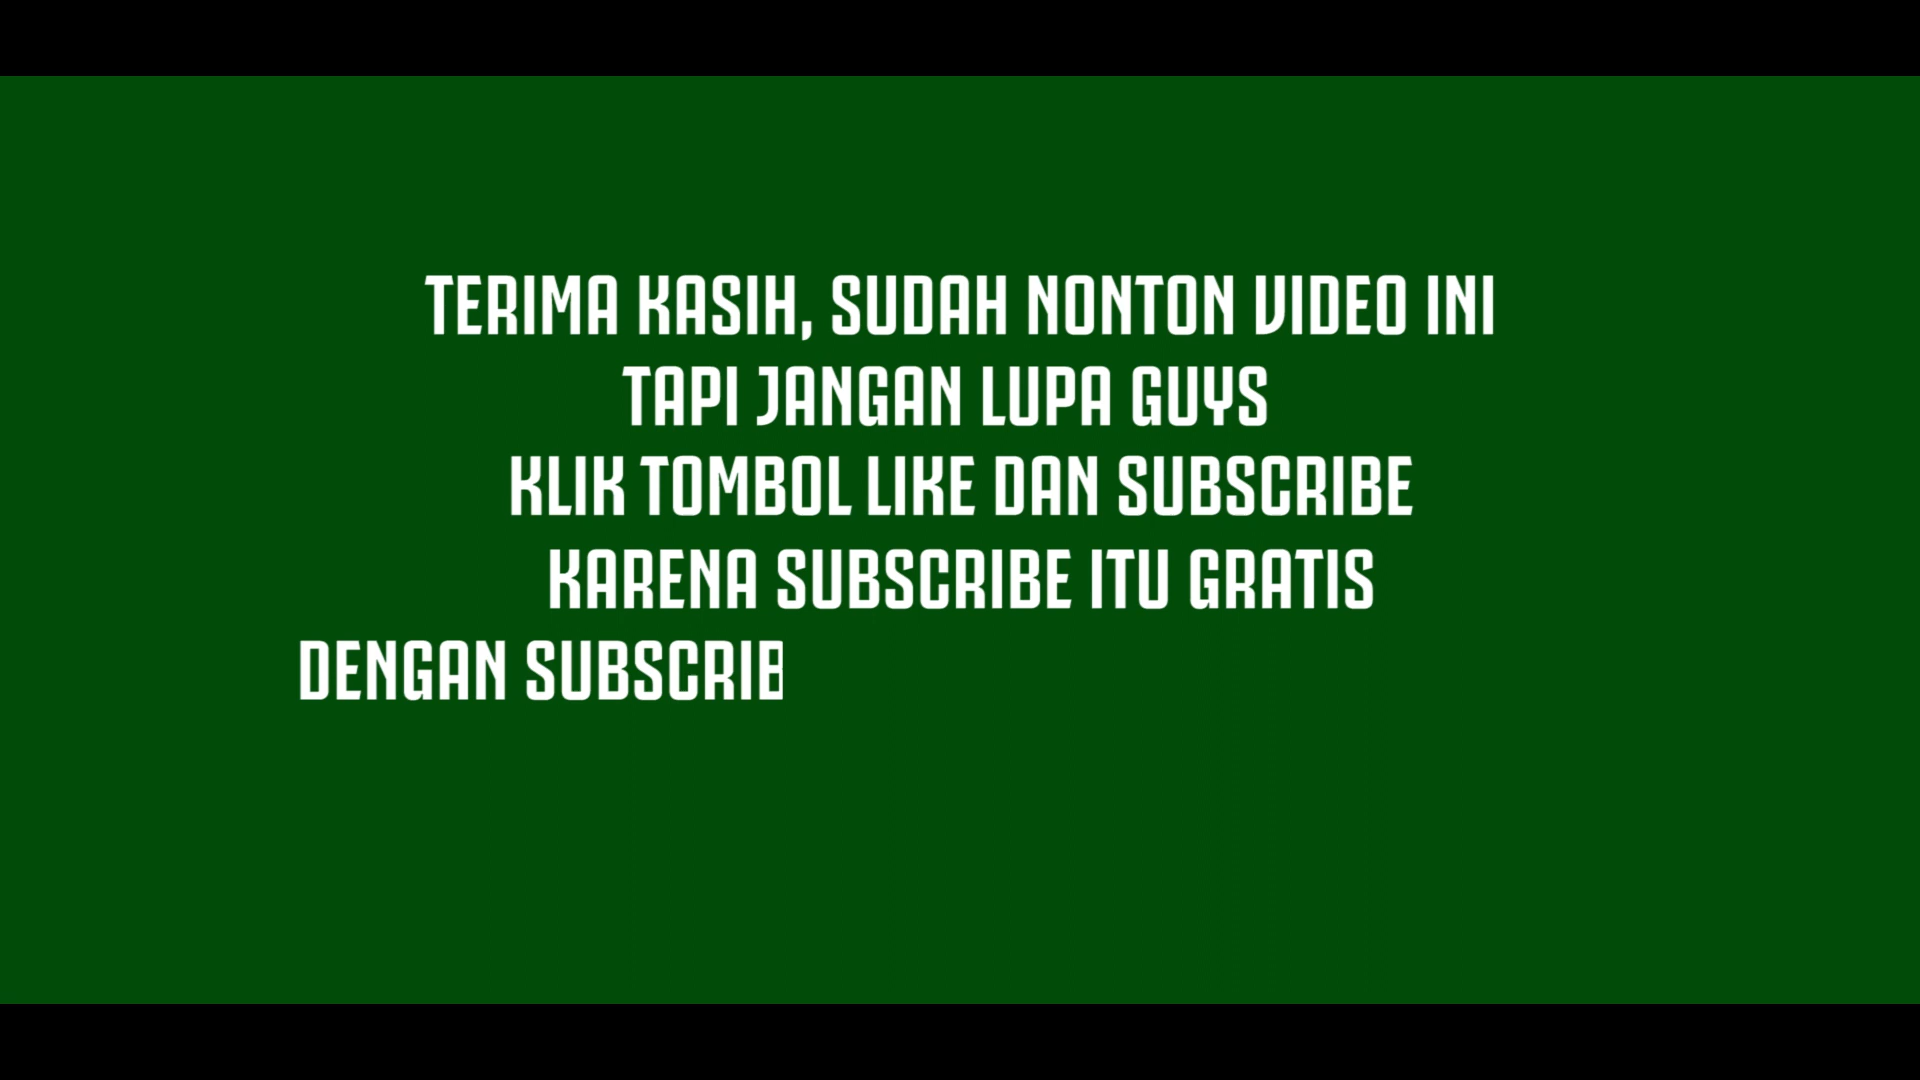 TERIMA KASIH, SUDAH NONTON VIDEO INI
TAPI JANGAN LUPA GUYS
KLIK TOMBOL LIKE DAN SUBSCRIBE
KARENA SUBSCRIBE ITU GRATIS
DENGAN SUBSCRIB